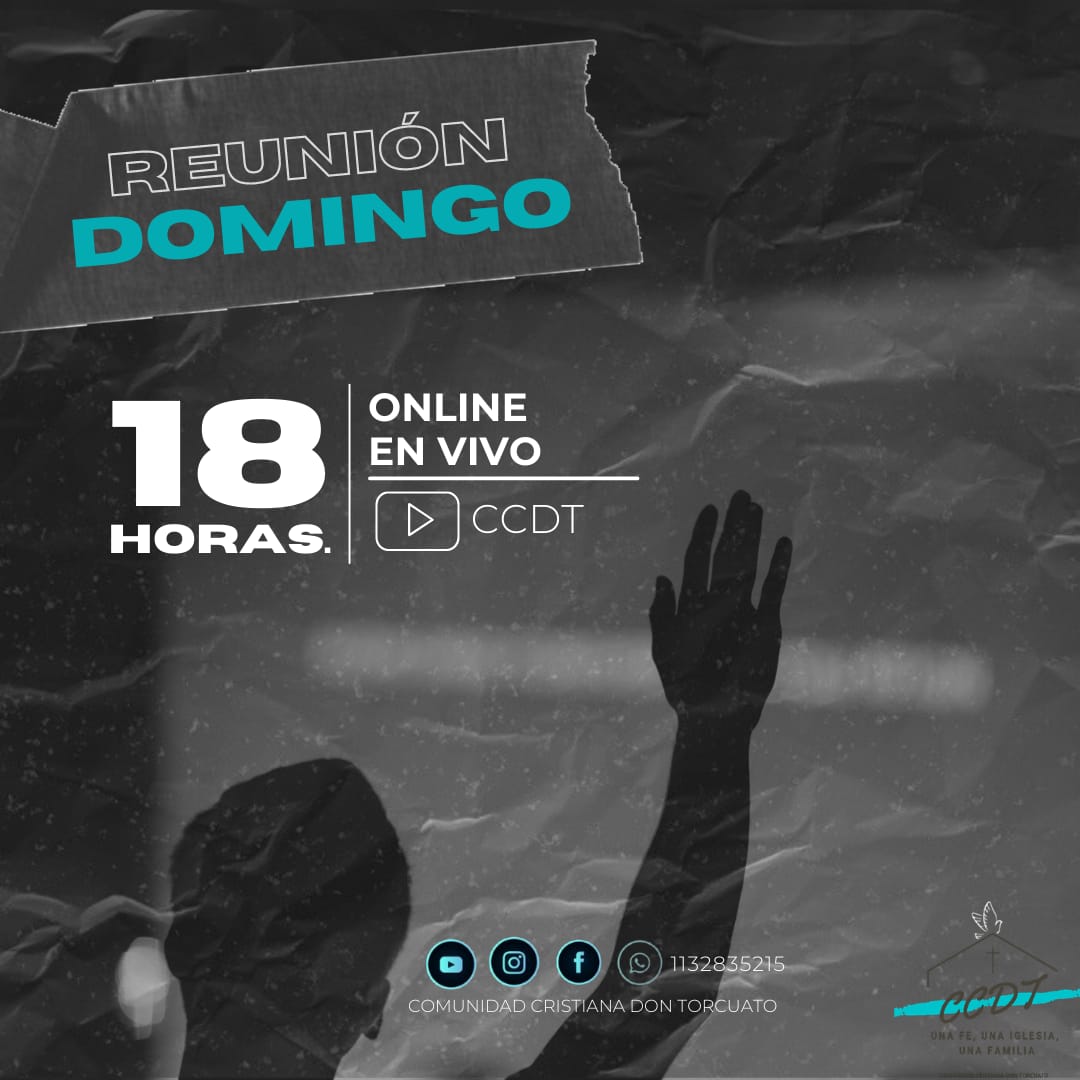 REUNIÓN
DOMINGO
18
HORAS.
ONLINE
EN VIVO
CCDT
1132835215
COMUNIDAD CRISTIANA DON TORCUATO
CCDT
UNA FE, UNA IGLESIA,
UNA FAMILIA